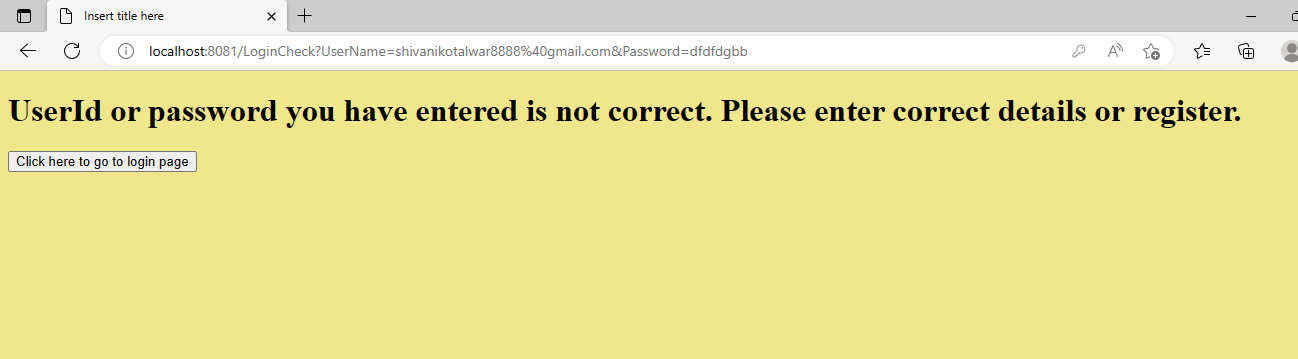 Insert title here
localhost:8081/LoginCheck?UserName=shivanikotalwar8888%40gmail.com&Password=dfdfdgbb
UserId or password you have entered is not correct. Please enter correct details or register.
Click here to go to login page